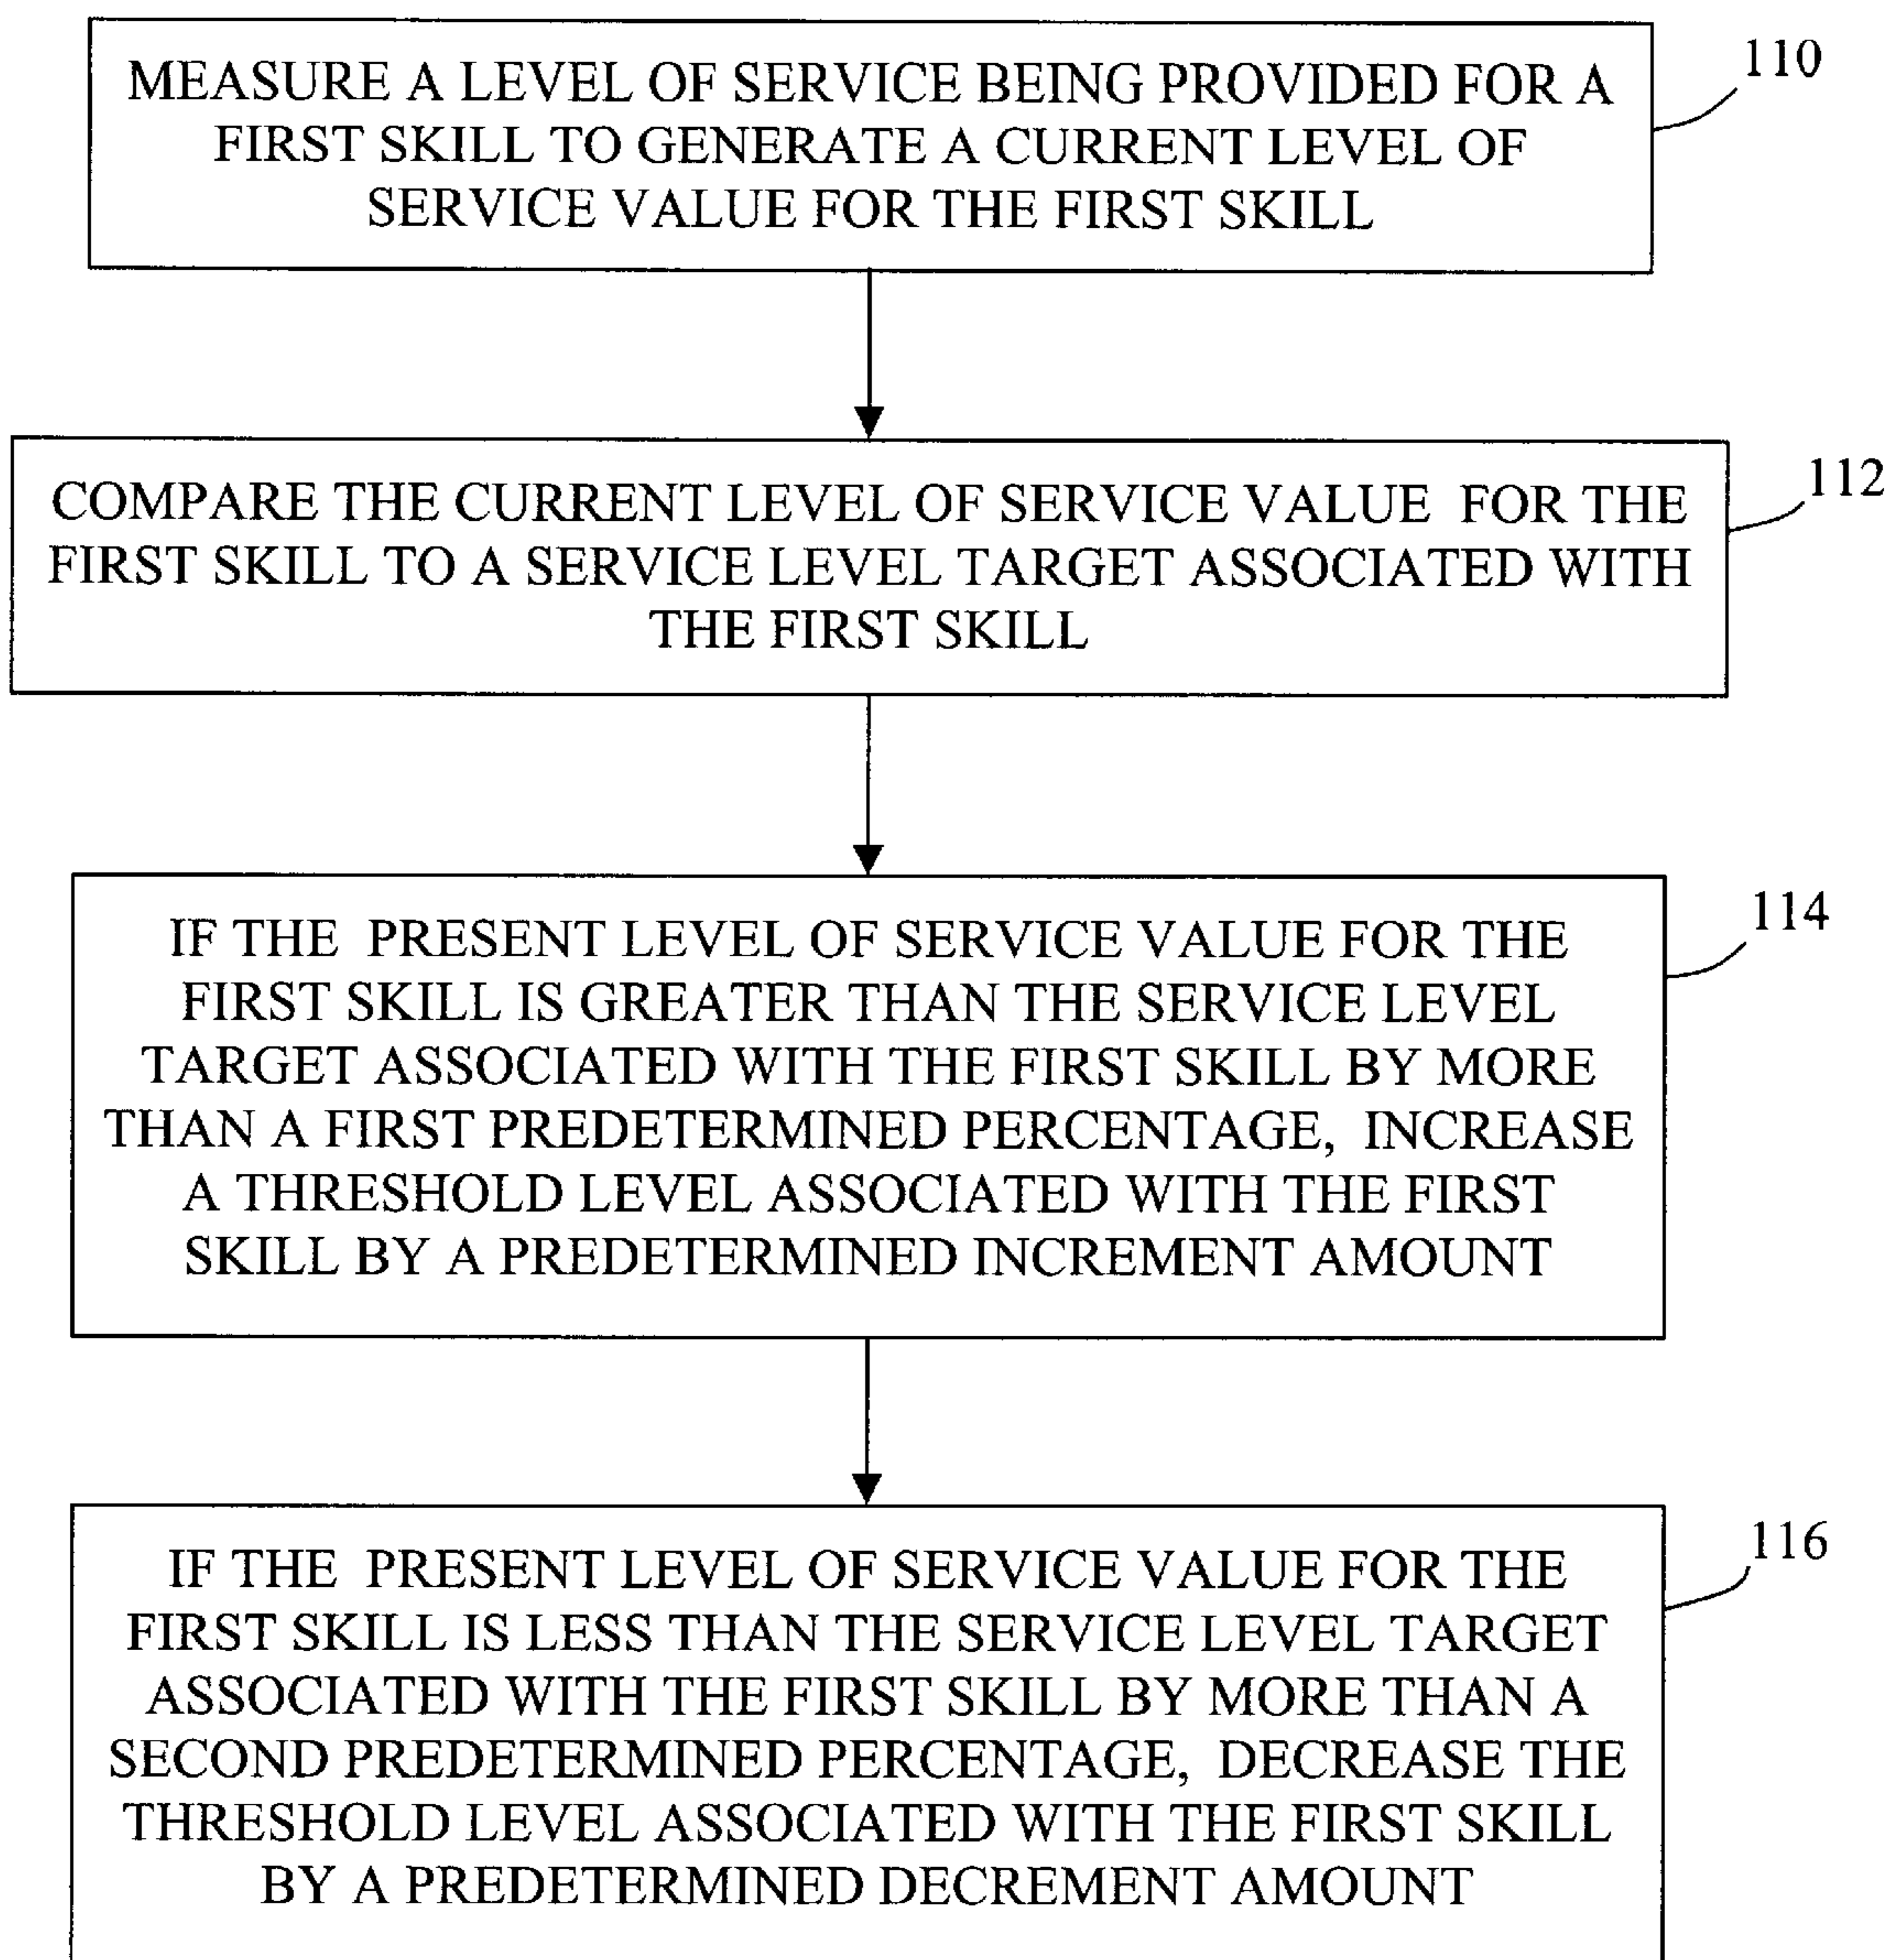 MEASURE A LEVEL OF SERVICE BEING PROVIDED FOR A
FIRST SKILL TO GENERATE A CURRENT LEVEL OF
SERVICE VALUE FOR THE FIRST SKILL
110
COMPARE THE CURRENT LEVEL OF SERVICE VALUE FOR THE
FIRST SKILL TO A SERVICE LEVEL TARGET ASSOCIATED WITH
THE FIRST SKILL
112
IF THE PRESENT LEVEL OF SERVICE VALUE FOR THE
FIRST SKILL IS GREATER THAN THE SERVICE LEVEL
TARGET ASSOCIATED WITH THE FIRST SKILL BY MORE
THAN A FIRST PREDETERMINED PERCENTAGE, INCREASE
A THRESHOLD LEVEL ASSOCIATED WITH THE FIRST
SKILL BY A PREDETERMINED INCREMENT AMOUNT
114
IF THE PRESENT LEVEL OF SERVICE VALUE FOR THE
FIRST SKILL IS LESS THAN THE SERVICE LEVEL TARGET
ASSOCIATED WITH THE FIRST SKILL BY MORE THAN A
SECOND PREDETERMINED PERCENTAGE, DECREASE THE
THRESHOLD LEVEL ASSOCIATED WITH THE FIRST SKILL
BY A PREDETERMINED DECREMENT AMOUNT
116